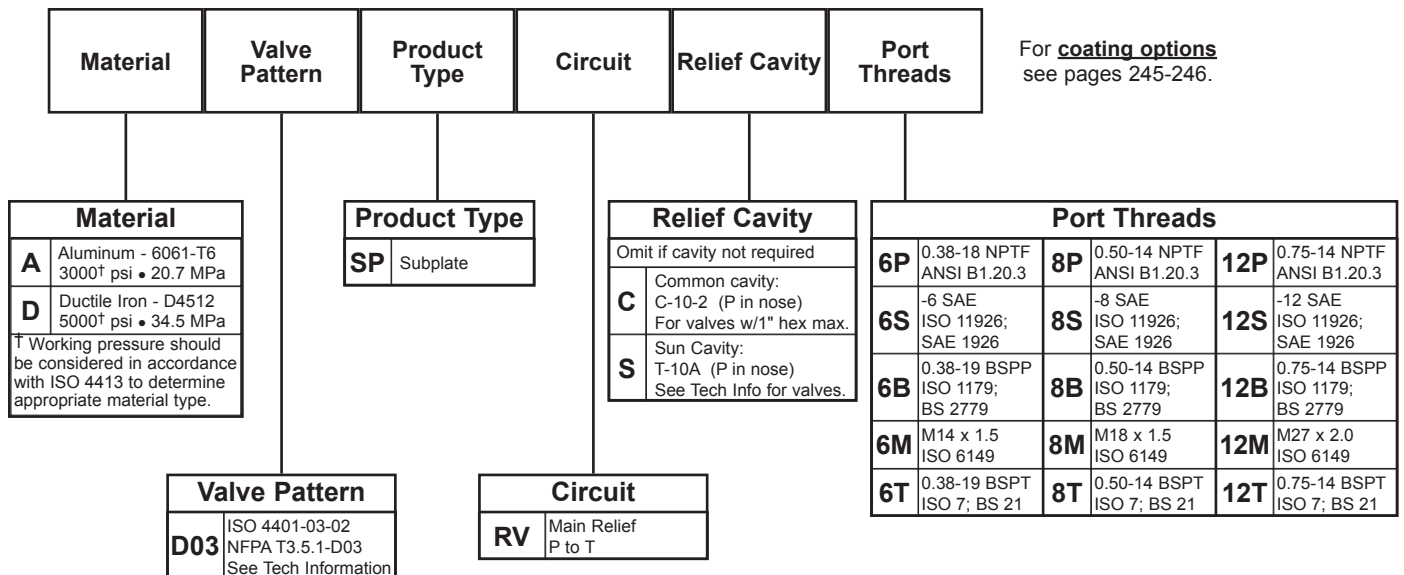 Material
Valve
Pattern
Product
Type
Circuit
Relief Cavity
Port
Threads
For coating options
see pages 245-246.
Material
A
Aluminum - 6061-T6
3000† psi • 20.7 MPa
D
Ductile Iron - D4512
5000† psi • 34.5 MPa
† Working pressure should
be considered in accordance
with ISO 4413 to determine
appropriate material type.
Valve Pattern
D03
ISO 4401-03-02
NFPA T3.5.1-D03
See Tech Information
Product Type
SP
Subplate
Circuit
RV
Main Relief
P to T
Relief Cavity
Omit if cavity not required
C
Common cavity:
C-10-2 (P in nose)
For valves w/1" hex max.
S
Sun Cavity:
T-10A (P in nose)
See Tech Info for valves.
Port Threads
6P
0.38-18 NPTF
ANSI B1.20.3
8P
0.50-14 NPTF
ANSI B1.20.3
12P
0.75-14 NPTF
ANSI B1.20.3
6S
-6 SAE
ISO 11926;
SAE 1926
8S
-8 SAE
ISO 11926;
SAE 1926
12S
-12 SAE
ISO 11926;
SAE 1926
6B
0.38-19 BSPP
ISO 1179;
BS 2779
8B
0.50-14 BSPP
ISO 1179;
BS 2779
12B
0.75-14 BSPP
ISO 1179;
BS 2779
6M
M14 x 1.5
ISO 6149
8M
M18 x 1.5
ISO 6149
12M
M27 x 2.0
ISO 6149
6T
0.38-19 BSPT
ISO 7; BS 21
8T
0.50-14 BSPT
ISO 7; BS 21
12T
0.75-14 BSPT
ISO 7; BS 21